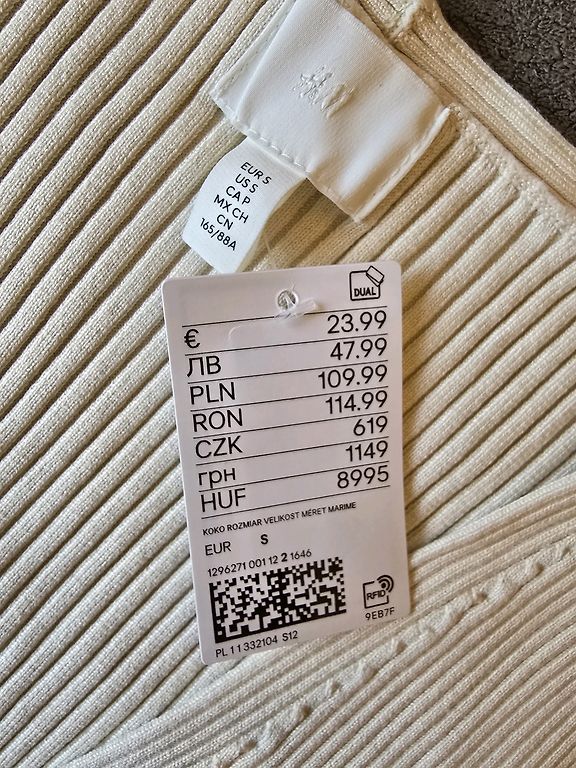 H&M
EUR S
US S
CA P
MX CH
CN
165/88A
DUAL
€ 23.99
ЛВ 47.99
PLN 109.99
RON 114.99
CZK 619
грн 1149
HUF 8995
KOKO ROZMIAR VELIKOST MÉRET MARIME
EUR S
1296271 001 12 2 1646
RFID
9EB7F
PL 1 1 332104 S12